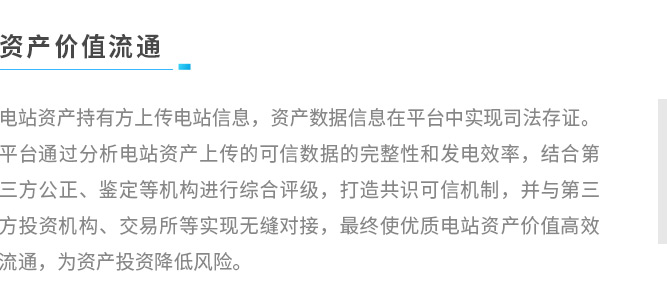 资产价值流通
电站资产持有方上传电站信息，资产数据信息在平台中实现司法存证。
平台通过分析电站资产上传的可信数据的完整性和发电效率，结合第
三方公正、鉴定等机构进行综合评级，打造共识可信机制，并与第三
方投资机构、交易所等实现无缝对接，最终使优质电站资产价值高效
流通，为资产投资降低风险。